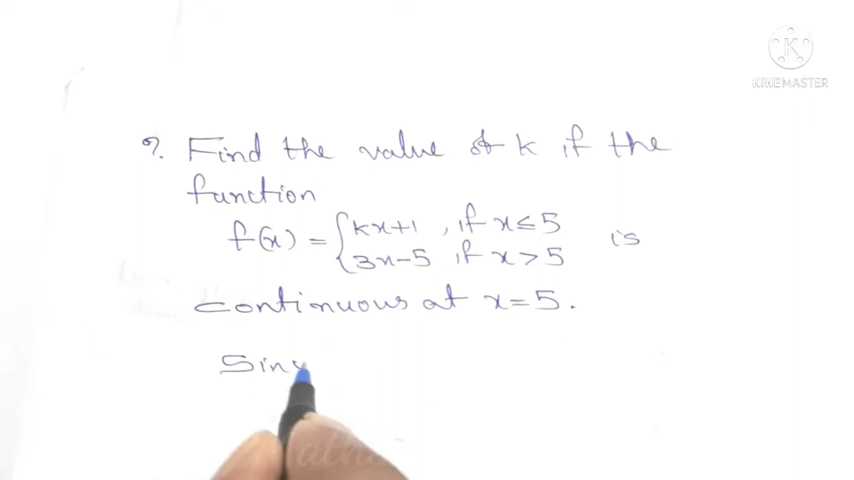 K
KINEMASTER
?. Find the value of k if the
function
f(x) = { kx+1 , if x ≤ 5
3x-5 if x > 5 is
continuous at x = 5.
Sin